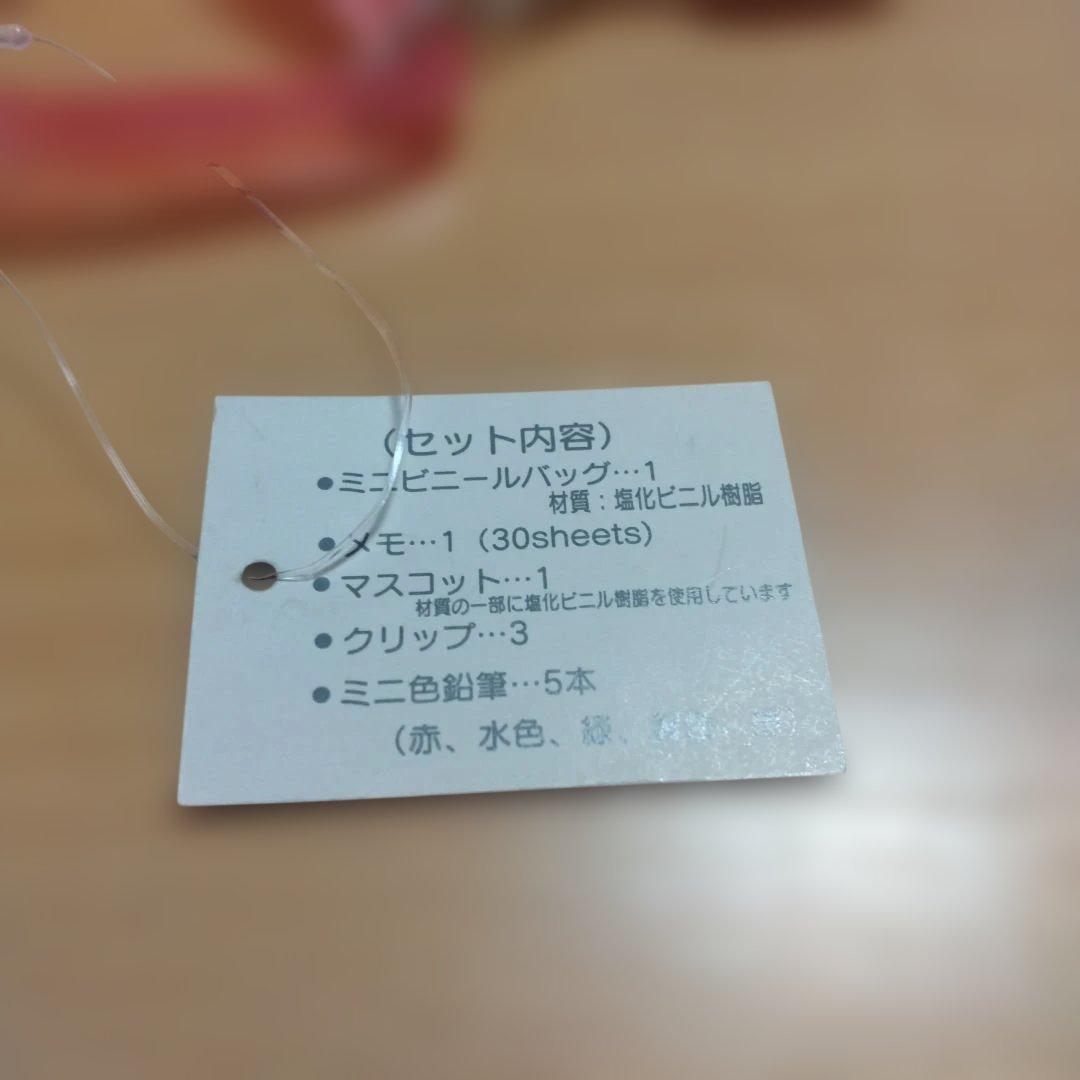 (セット内容)
●ミニビニールバッグ…1
材質：塩化ビニル樹脂
●メモ…1 (30sheets)
●マスコット…1
材質の一部に塩化ビニル樹脂を使用しています
●クリップ…3
●ミニ色鉛筆…5本
(赤、水色、緑、